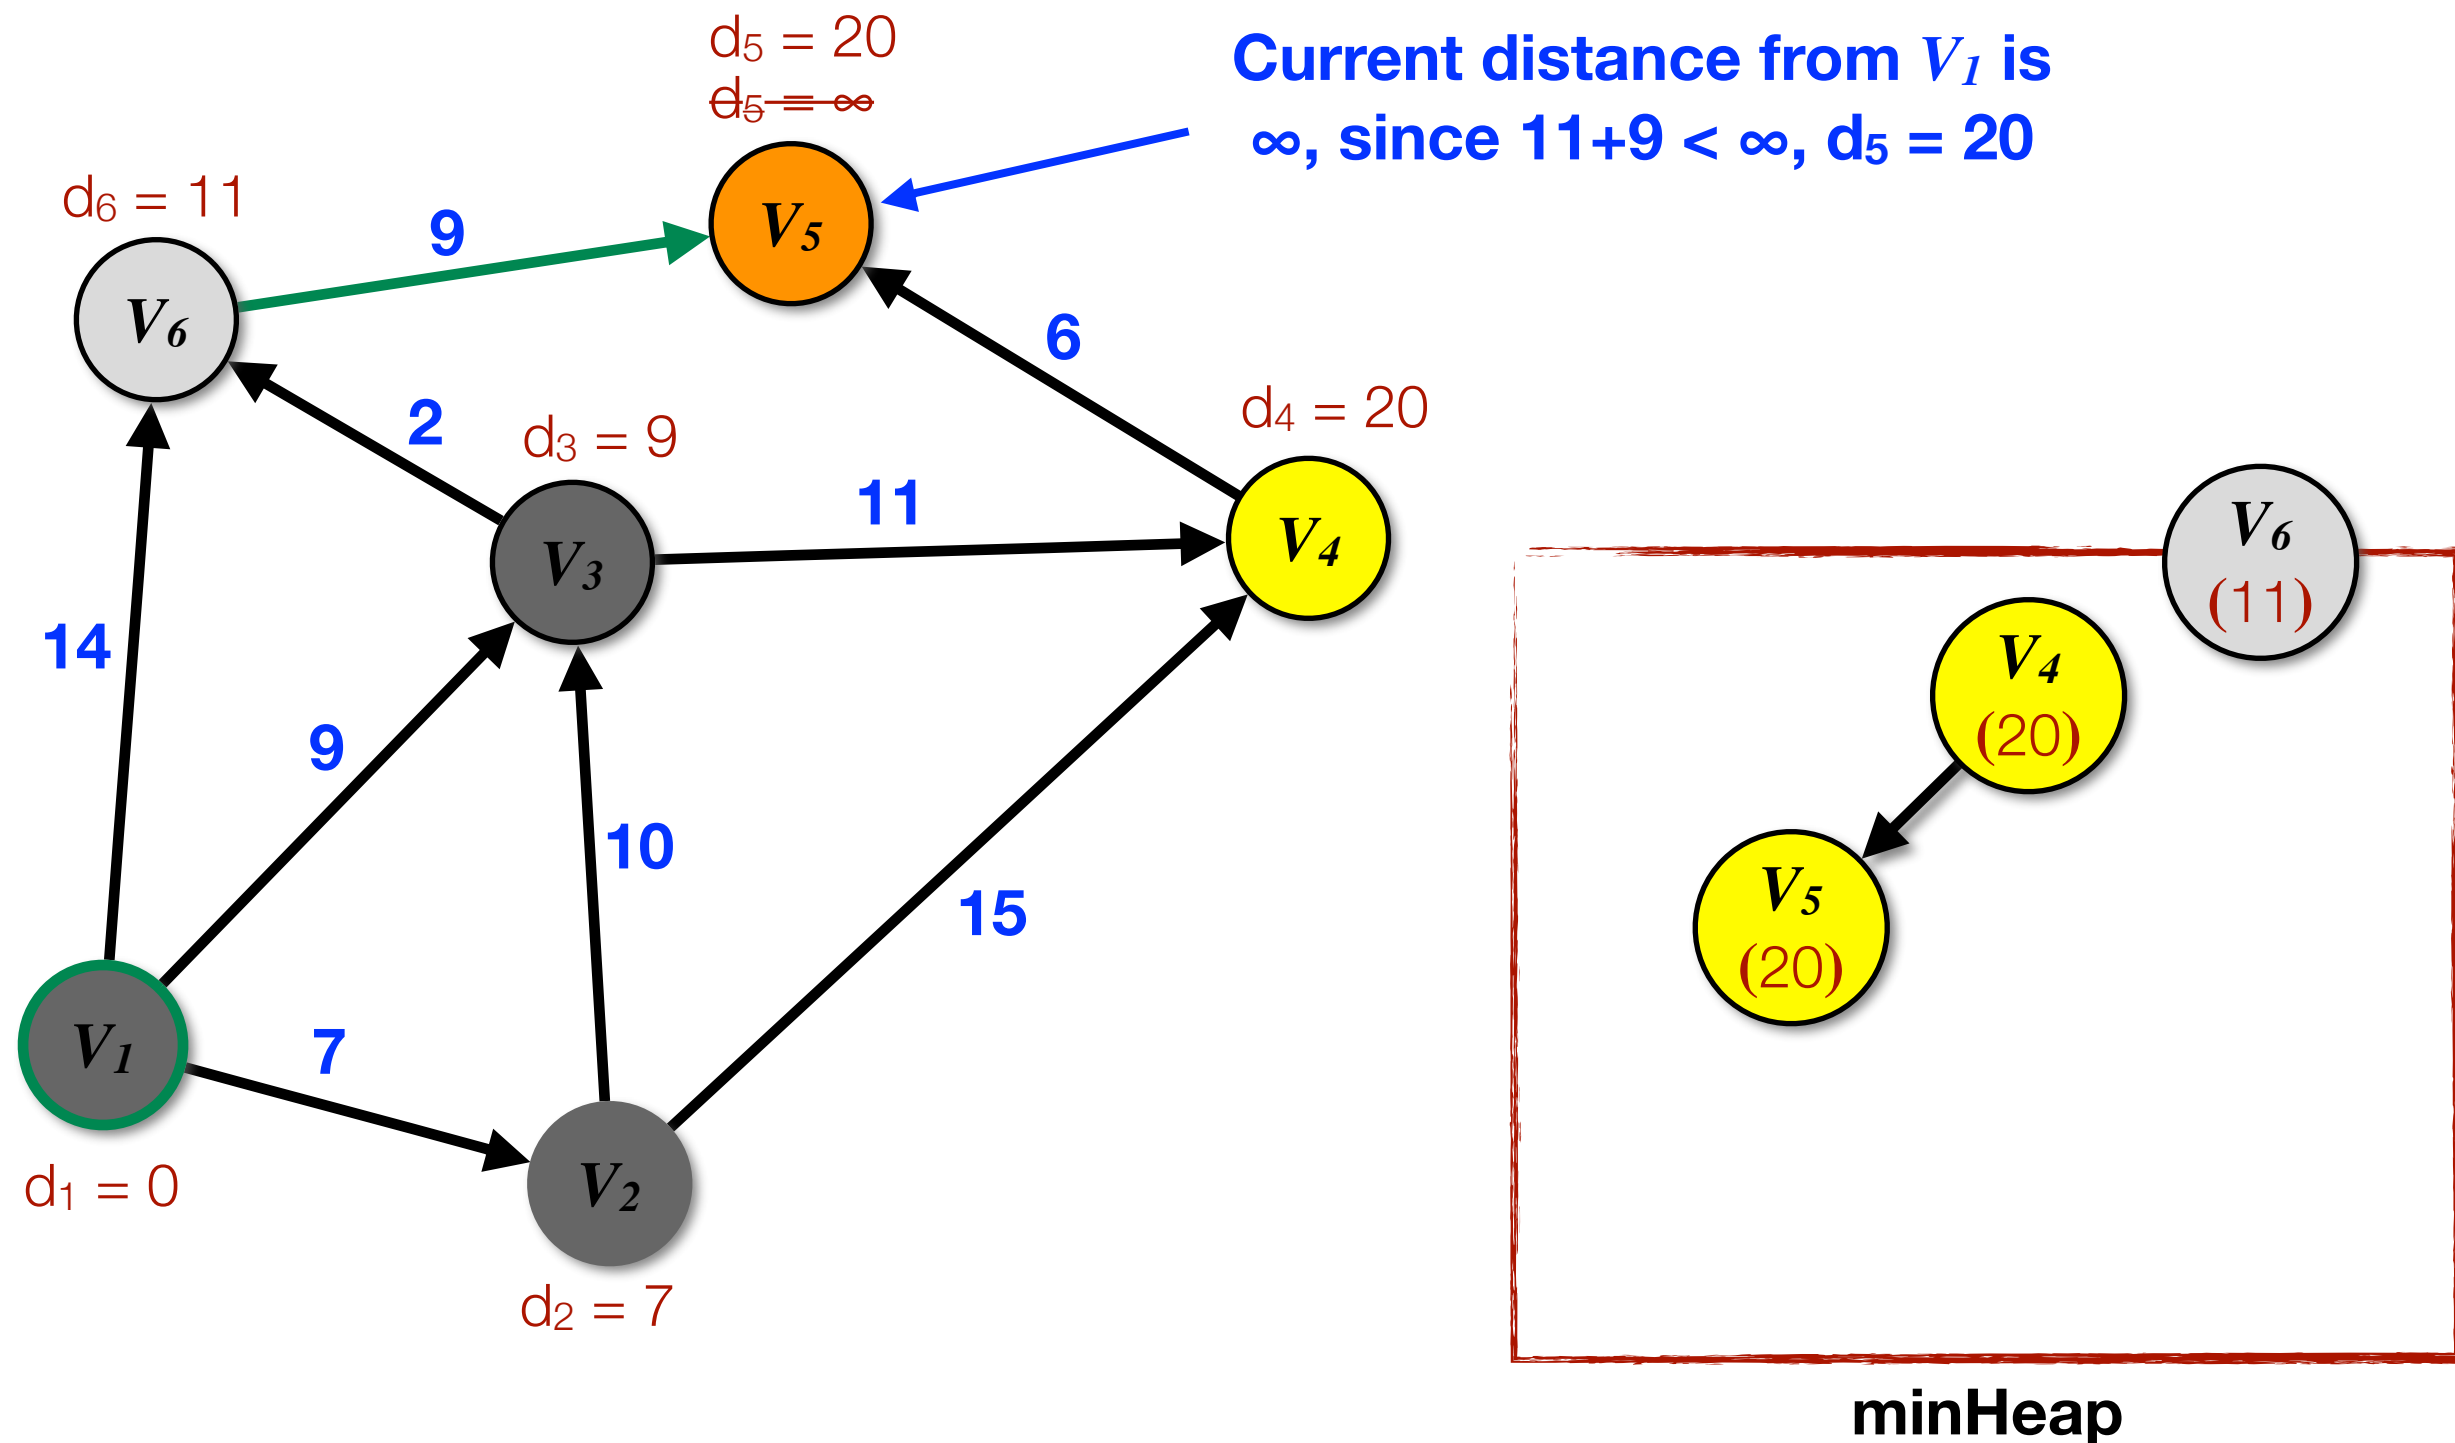 d5 = 20
d5 = ∞
Current distance from V1 is
∞, since 11+9 < ∞, d5 = 20
d6 = 11
9
V5
V6
6
2
d3 = 9
d4 = 20
11
V3
V4
V6
(11)
14
V4
(20)
9
10
V5
(20)
15
V1
7
d1 = 0
V2
d2 = 7
minHeap